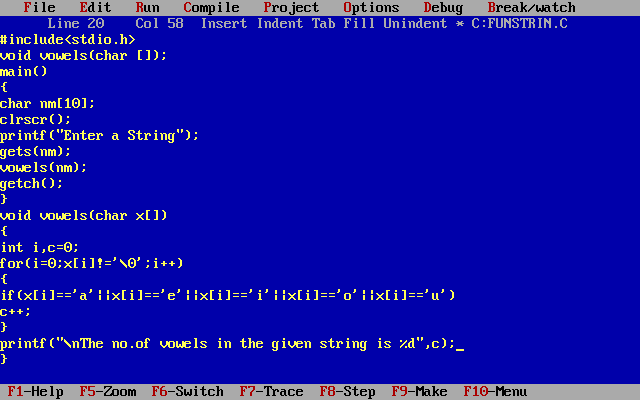 File Edit Run Compile Project Options Debug Break/watch
Line 20 Col 58 Insert Indent Tab Fill Unindent * C:FUNSTRIN.C
#include<stdio.h>
void vowels(char []);
main()
{
char nm[10];
clrscr();
printf("Enter a String");
gets(nm);
vowels(nm);
getch();
}
void vowels(char x[])
{
int i,c=0;
for(i=0;x[i]!='\0';i++)
{
if(x[i]=='a'||x[i]=='e'||x[i]=='i'||x[i]=='o'||x[i]=='u')
c++;
}
printf("\nThe no.of vowels in the given string is %d",c);
}
F1-Help F5-Zoom F6-Switch F7-Trace F8-Step F9-Make F10-Menu